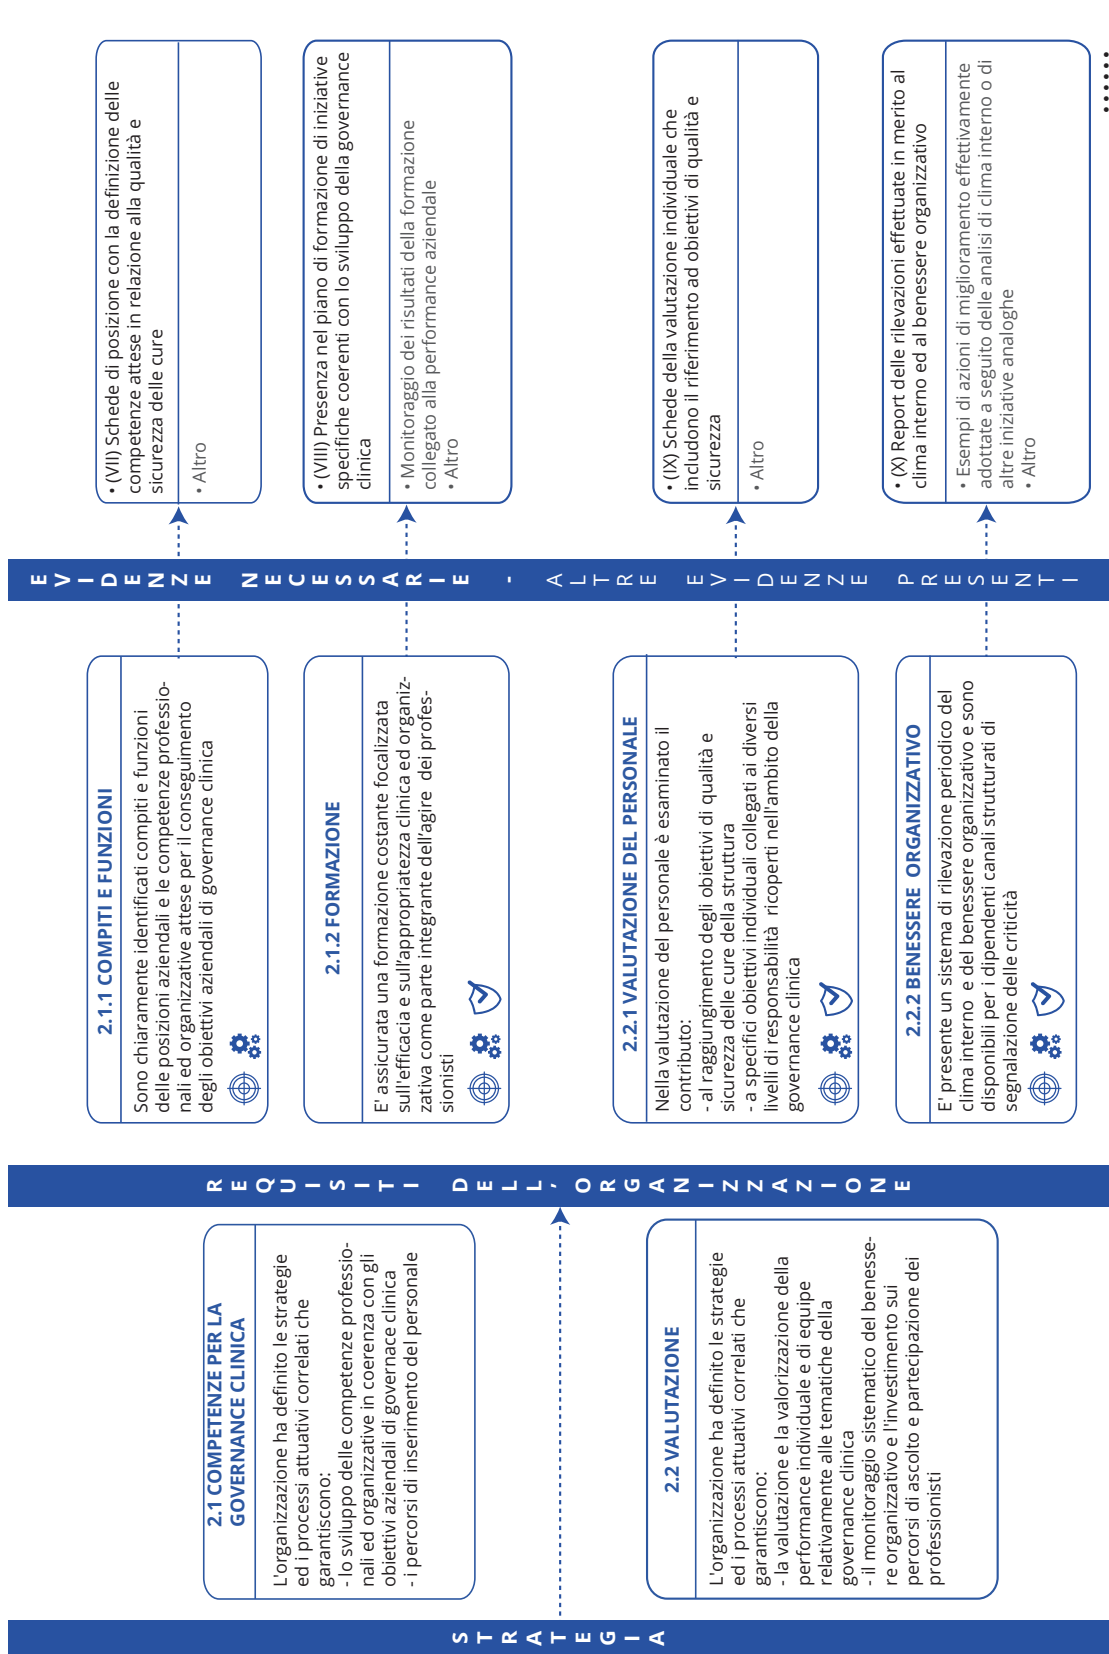 STRATEGIA
2.1 COMPETENZE PER LA
GOVERNANCE CLINICA
L'organizzazione ha definito le strategie
ed i processi attuativi correlati che
garantiscono:
- lo sviluppo delle competenze professio-
nali ed organizzative in coerenza con gli
obiettivi aziendali di governace clinica
- i percorsi di inserimento del personale
2.2 VALUTAZIONE
L'organizzazione ha definito le strategie
ed i processi attuativi correlati che
garantiscono:
- la valutazione e la valorizzazione della
performance individuale e di equipe
relativamente alle tematiche della
governance clinica
- il monitoraggio sistematico del benesse-
re organizzativo e l'investimento sui
percorsi di ascolto e partecipazione dei
professionisti
REQUISITI DELL'ORGANIZZAZIONE
2.1.1 COMPITI E FUNZIONI
Sono chiaramente identificati compiti e funzioni
delle posizioni aziendali e le competenze professio-
nali ed organizzative attese per il conseguimento
degli obiettivi aziendali di governance clinica
2.1.2 FORMAZIONE
E' assicurata una formazione costante focalizzata
sull'efficacia e sull'appropriatezza clinica ed organiz-
zativa come parte integrante dell'agire dei profes-
sionisti
2.2.1 VALUTAZIONE DEL PERSONALE
Nella valutazione del personale è esaminato il
contributo:
- al raggiungimento degli obiettivi di qualità e
sicurezza delle cure della struttura
- a specifici obiettivi individuali collegati ai diversi
livelli di responsabilità ricoperti nell'ambito della
governance clinica
2.2.2 BENESSERE ORGANIZZATIVO
E' presente un sistema di rilevazione periodico del
clima interno e del benessere organizzativo e sono
disponibili per i dipendenti canali strutturati di
segnalazione delle criticità
EVIDENZE NECESSARIE - ALTRE EVIDENZE PRESENTI
• (VII) Schede di posizione con la definizione delle
competenze attese in relazione alla qualità e
sicurezza delle cure
• Altro
• (VIII) Presenza nel piano di formazione di iniziative
specifiche coerenti con lo sviluppo della governance
clinica
• Monitoraggio dei risultati della formazione
collegato alla performance aziendale
• Altro
• (IX) Schede della valutazione individuale che
includono il riferimento ad obiettivi di qualità e
sicurezza
• Altro
• (X) Report delle rilevazioni effettuate in merito al
clima interno ed al benessere organizzativo
• Esempi di azioni di miglioramento effettivamente
adottate a seguito delle analisi di clima interno o di
altre iniziative analoghe
• Altro